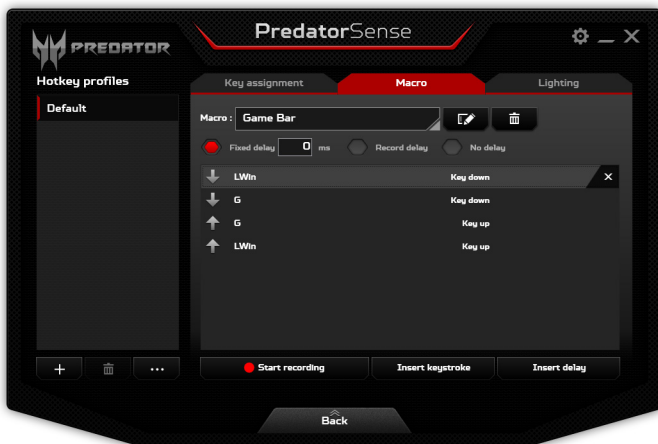 PredatorSense
PREDATOR
Hotkey profiles
Default
Key assignment
Macro
Lighting
Macro : Game Bar
Fixed delay 0 ms Record delay No delay
LWin Key down
G Key down
G Key up
LWin Key up
Start recording
Insert keystroke
Insert delay
Back